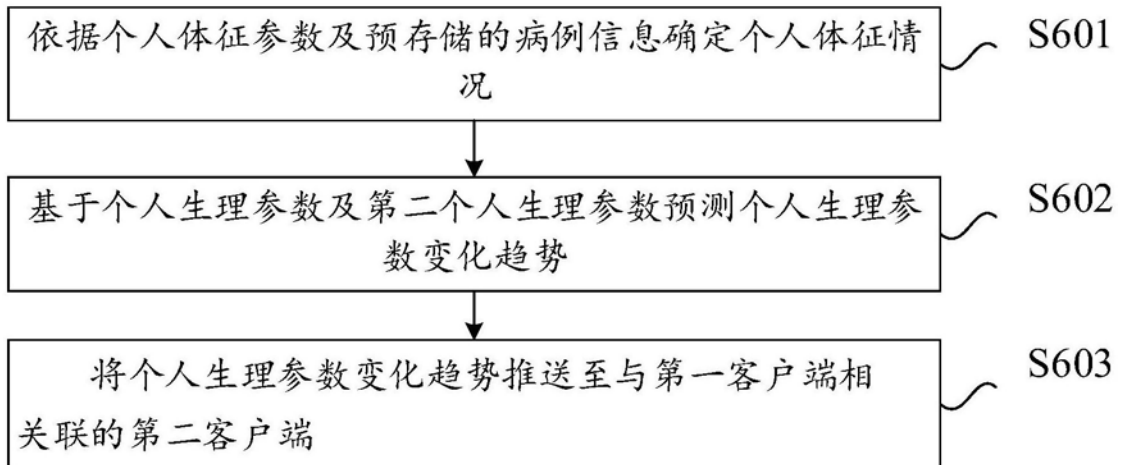 依据个人体征参数及预存储的病例信息确定个人体征情
况
S601
基于个人生理参数及第二个人生理参数预测个人生理参
数变化趋势
S602
将个人生理参数变化趋势推送至与第一客户端相
关联的第二客户端
S603